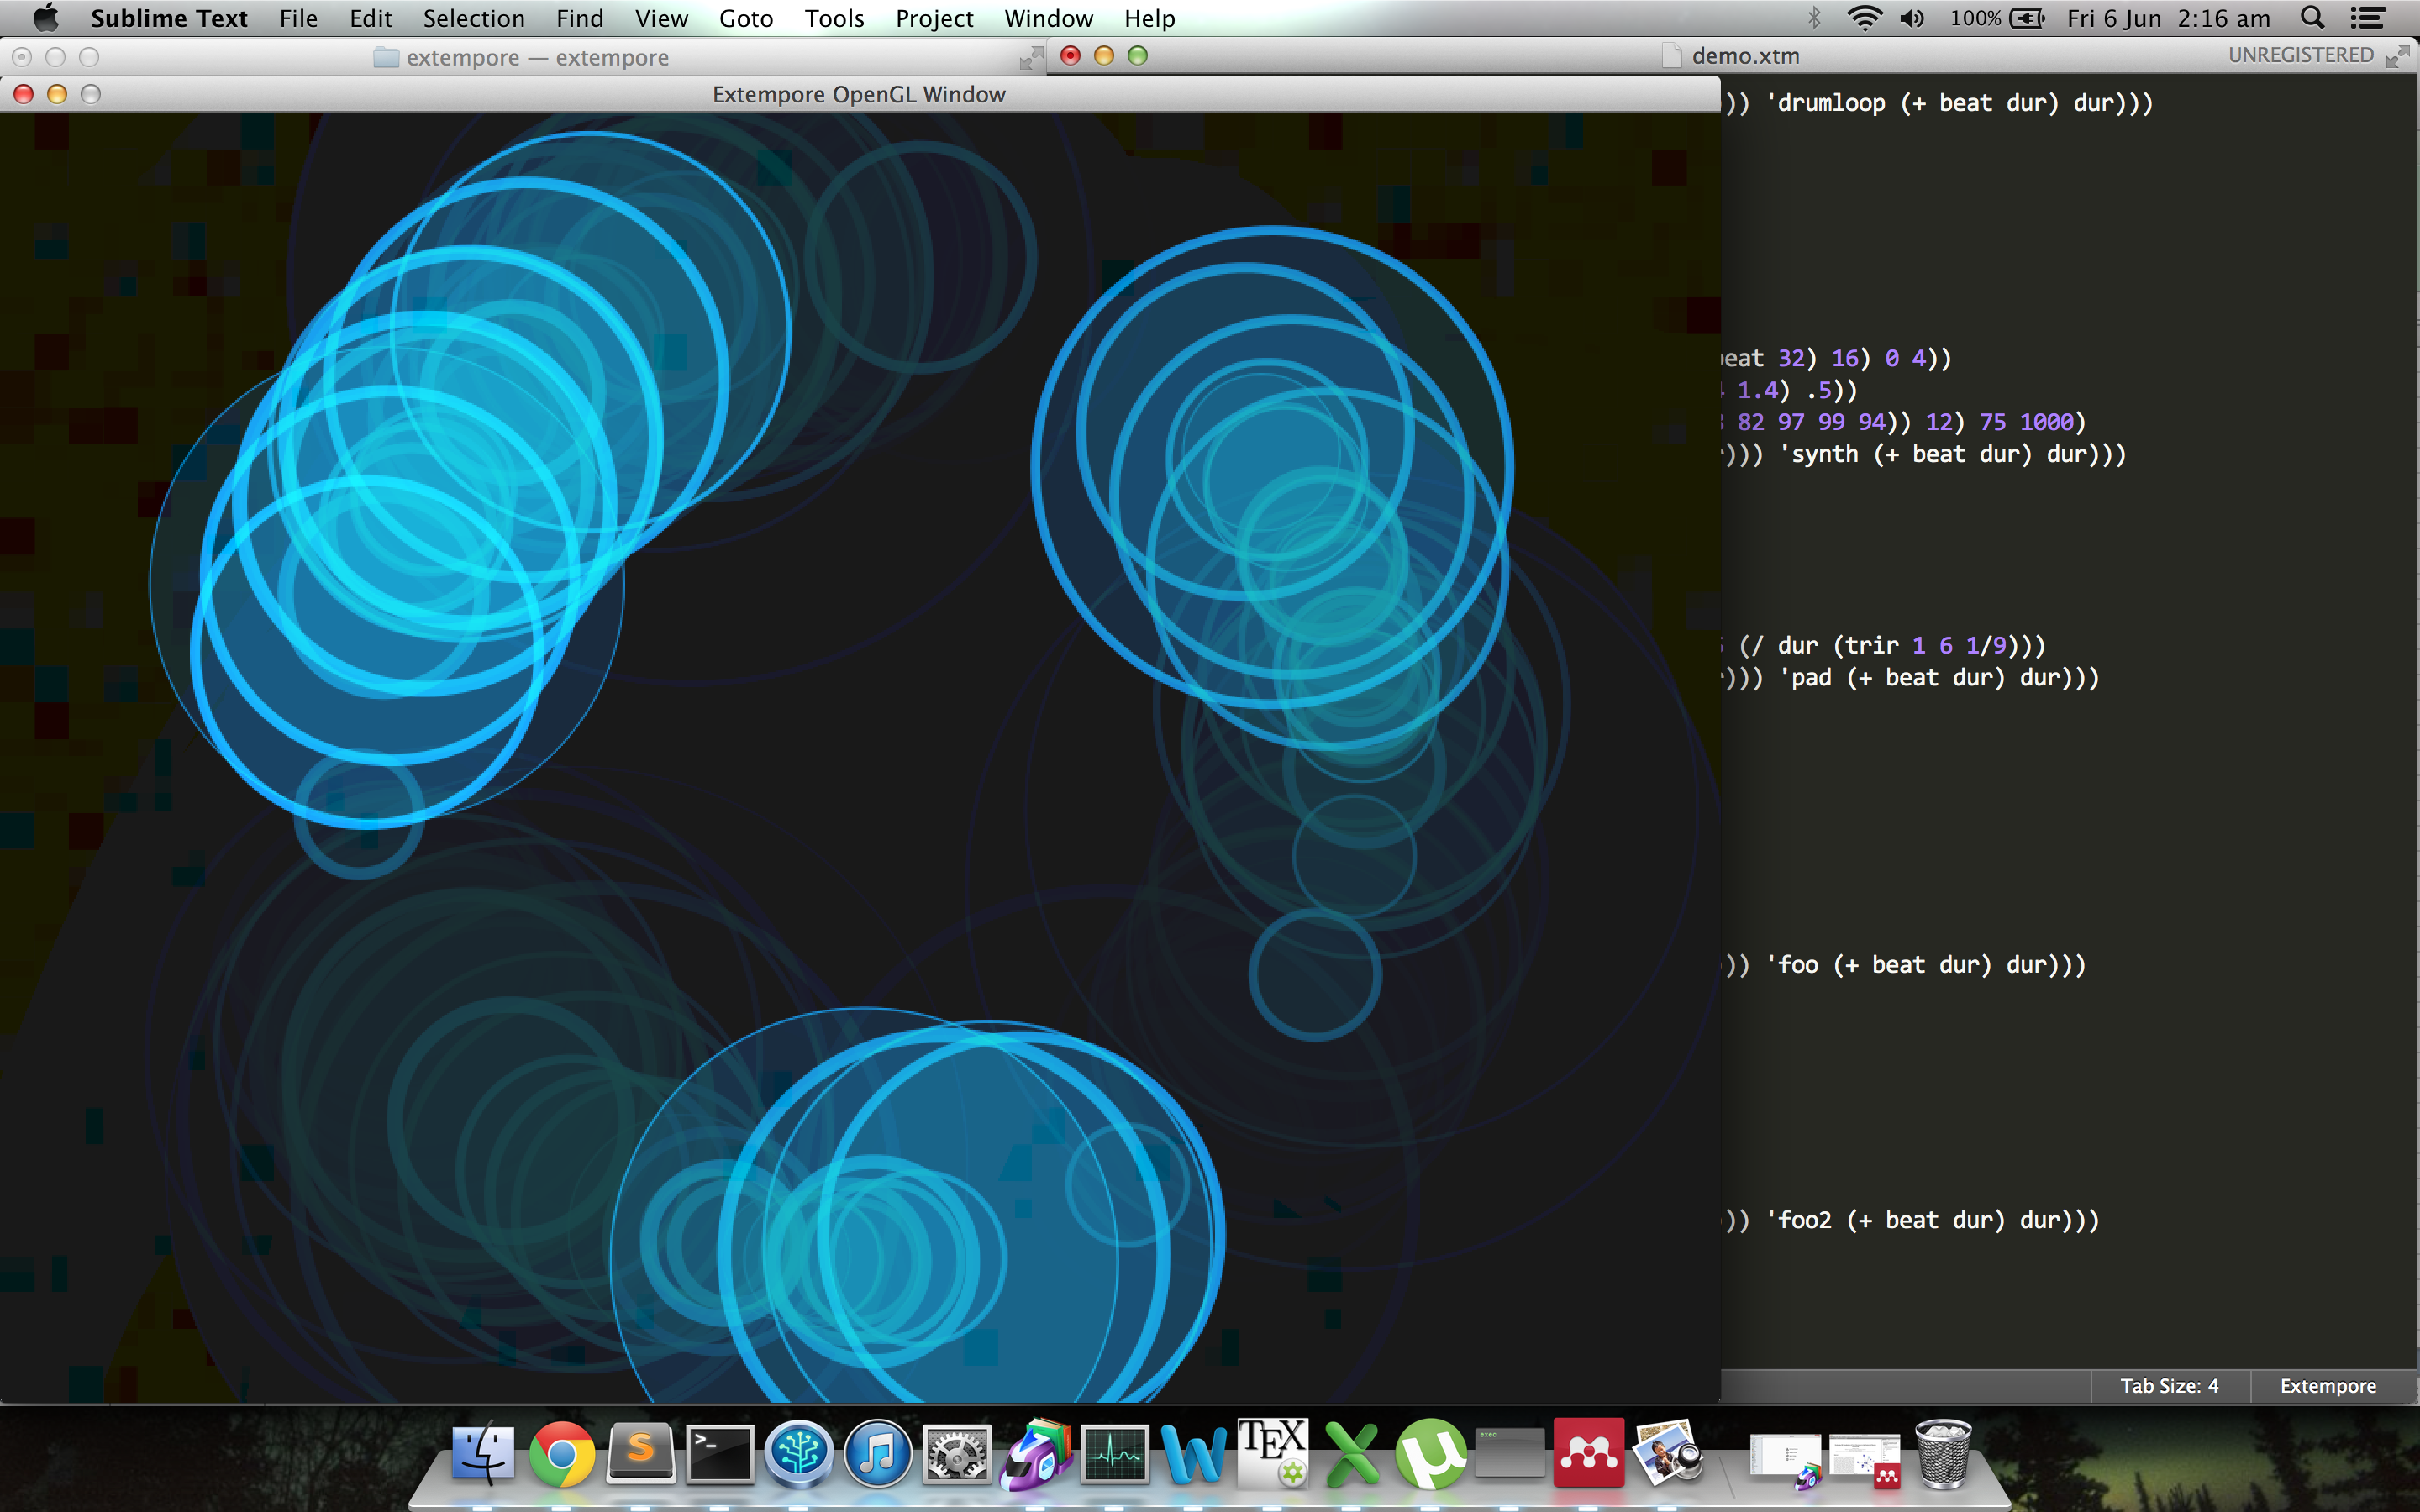 Sublime Text File Edit Selection Find View Goto Tools Project Window Help 100% Fri 6 Jun 2:16 am
extempore — extempore
demo.xtm
UNREGISTERED
Extempore OpenGL Window
)) 'drumloop (+ beat dur) dur)))
beat 32) 16) 0 4))
1.4) .5))
82 97 99 94)) 12) 75 1000)
))) 'synth (+ beat dur) dur)))
(/ dur (trir 1 6 1/9)))
))) 'pad (+ beat dur) dur)))
)) 'foo (+ beat dur) dur)))
)) 'foo2 (+ beat dur) dur)))
Tab Size: 4 Extempore
S
>_
W
TEX
X
µ
exec